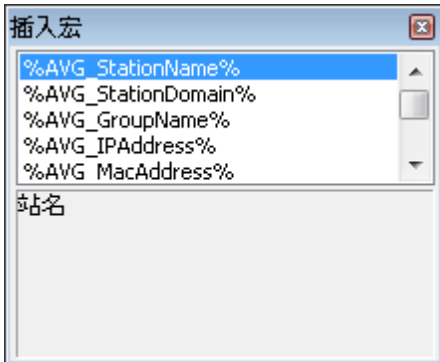 插入宏
%AVG_StationName%
%AVG_StationDomain%
%AVG_GroupName%
%AVG_IPAddress%
%AVG_MacAddress%
站名